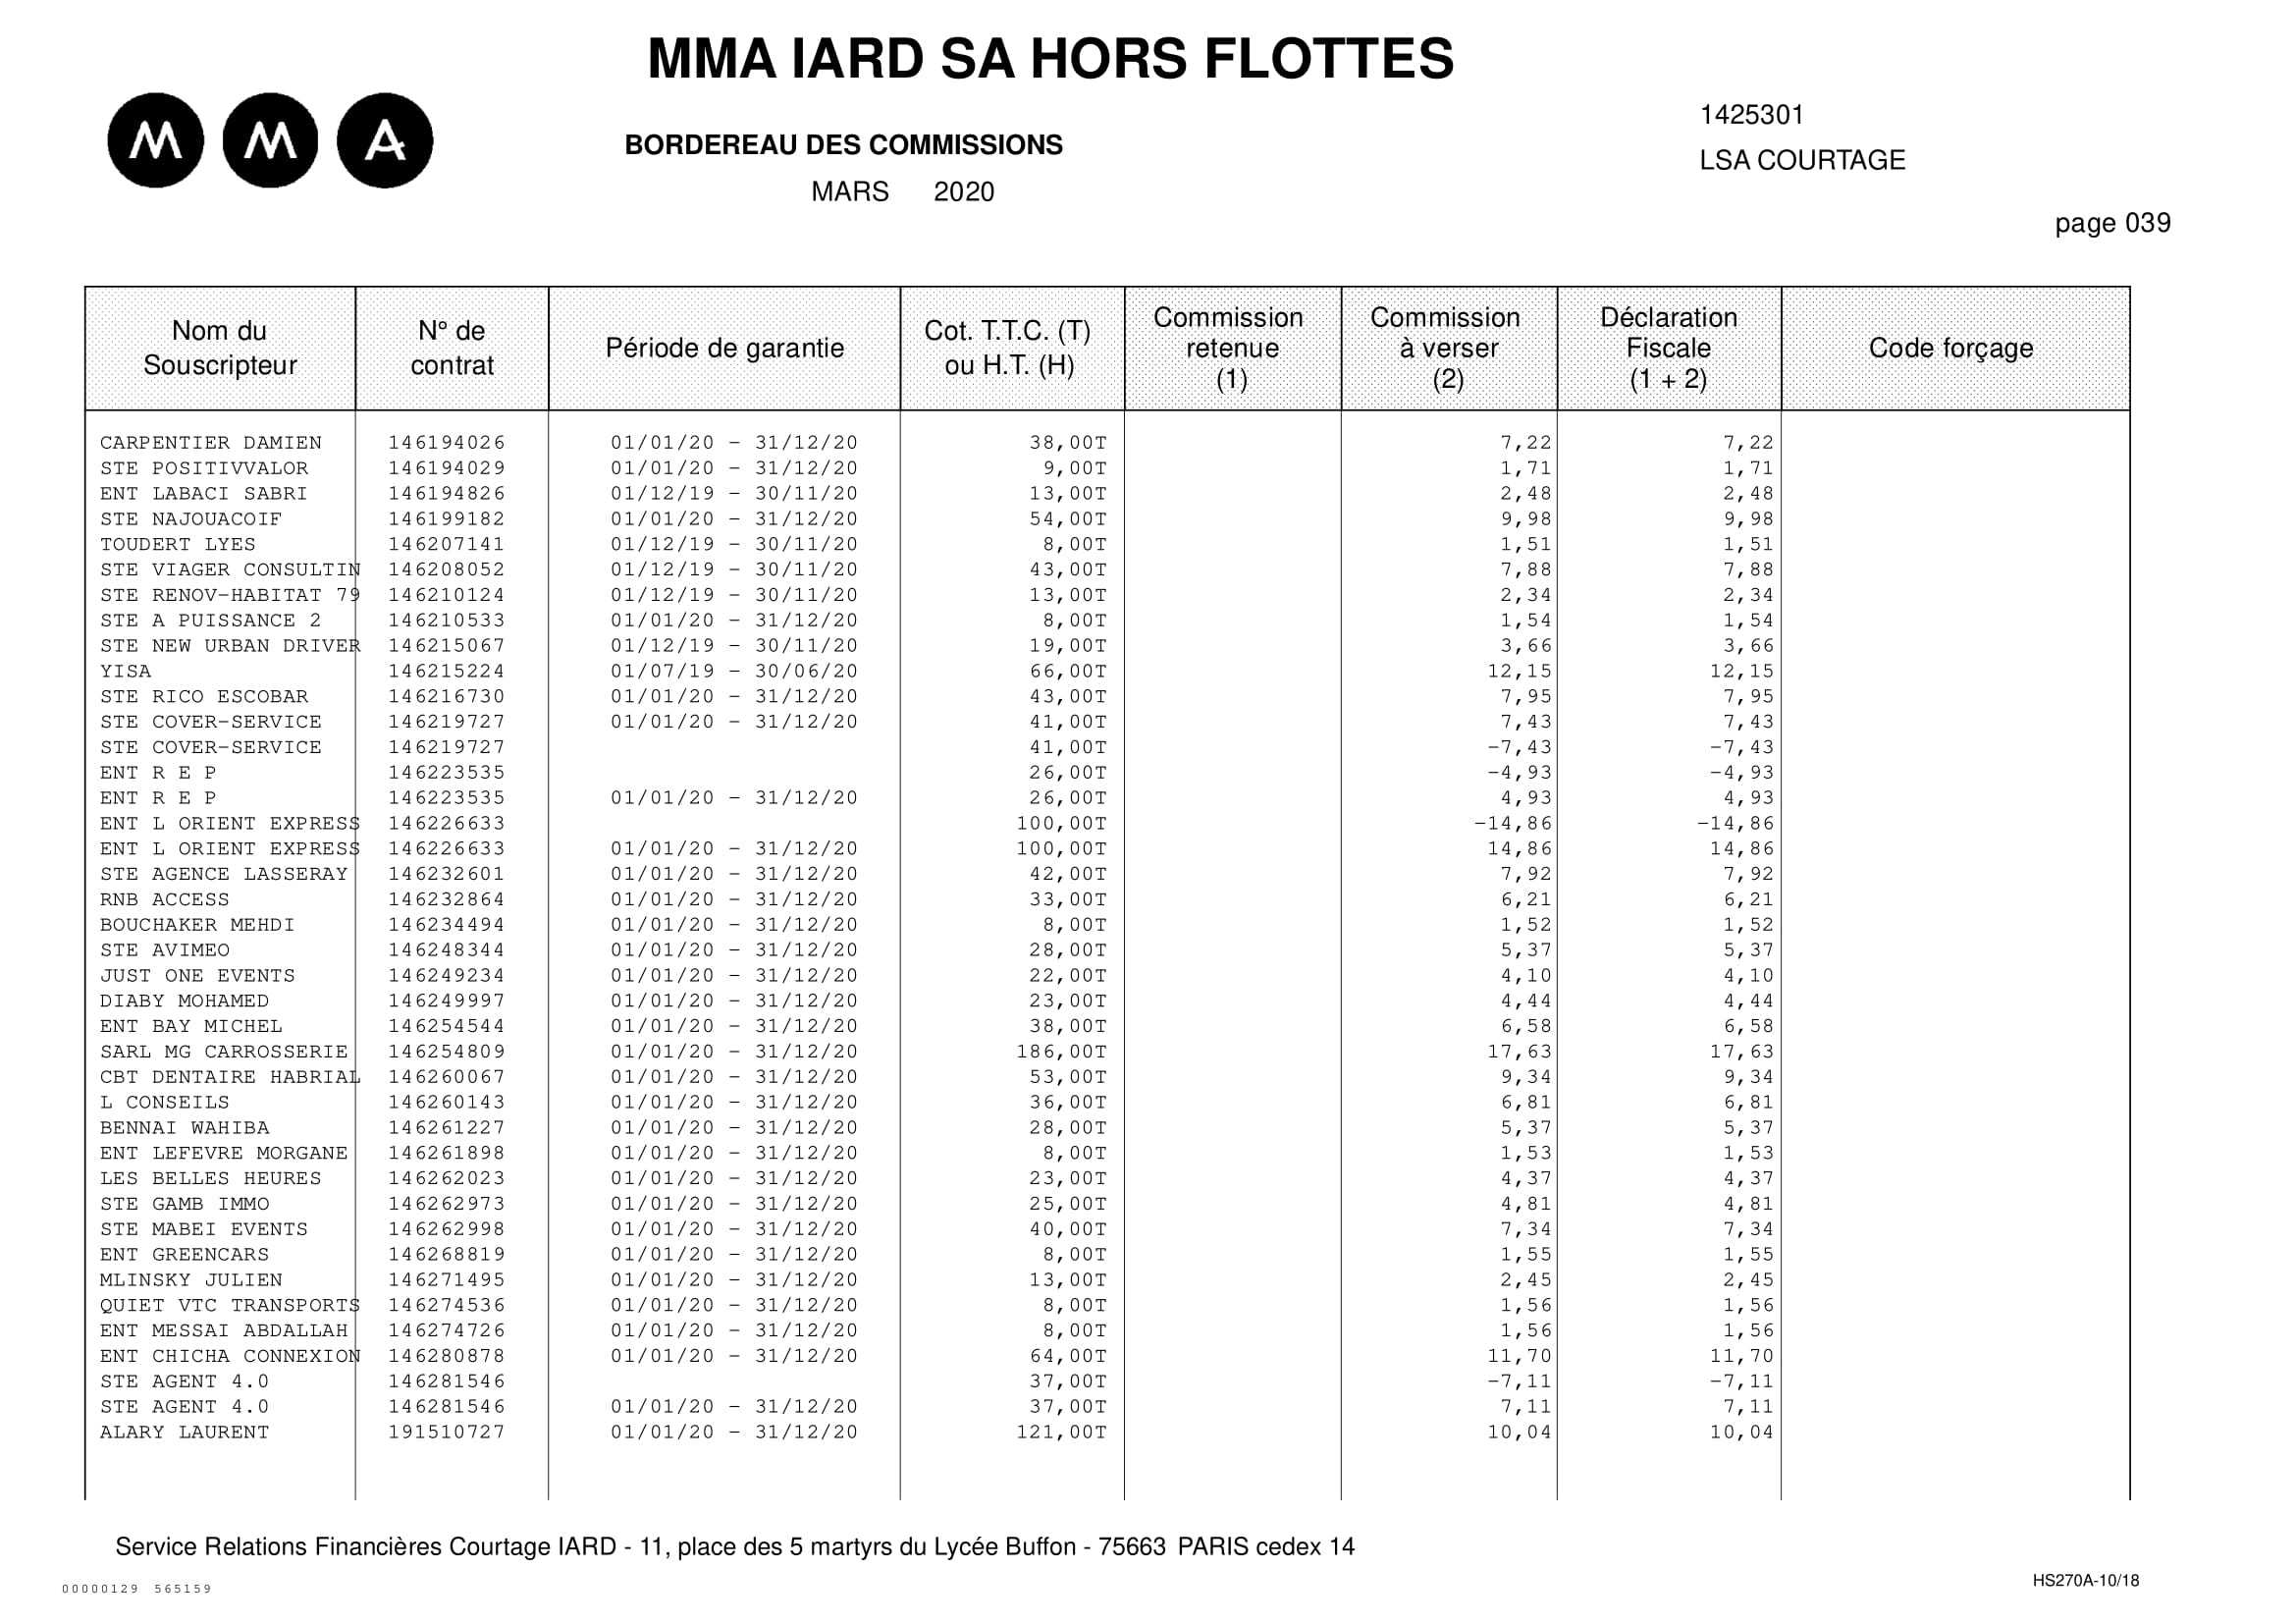 MMA IARD SA HORS FLOTTES
M M A
BORDEREAU DES COMMISSIONS
MARS 2020
1425301
LSA COURTAGE
page 039
Nom du Souscripteur N° de contrat Période de garantie Cot. T.T.C. (T) ou H.T. (H) Commission retenue (1) Commission à verser (2) Déclaration Fiscale (1 + 2) Code forçage
CARPENTIER DAMIEN 146194026 01/01/20 - 31/12/20 38,00T 7,22 7,22
STE POSITIVVALOR 146194029 01/01/20 - 31/12/20 9,00T 1,71 1,71
ENT LABACI SABRI 146194826 01/12/19 - 30/11/20 13,00T 2,48 2,48
STE NAJOUACOIF 146199182 01/01/20 - 31/12/20 54,00T 9,98 9,98
TOUDERT LYES 146207141 01/12/19 - 30/11/20 8,00T 1,51 1,51
STE VIAGER CONSULTIN 146208052 01/12/19 - 30/11/20 43,00T 7,88 7,88
STE RENOV-HABITAT 79 146210124 01/12/19 - 30/11/20 13,00T 2,34 2,34
STE A PUISSANCE 2 146210533 01/01/20 - 31/12/20 8,00T 1,54 1,54
STE NEW URBAN DRIVER 146215067 01/12/19 - 30/11/20 19,00T 3,66 3,66
YISA 146215224 01/07/19 - 30/06/20 66,00T 12,15 12,15
STE RICO ESCOBAR 146216730 01/01/20 - 31/12/20 43,00T 7,95 7,95
STE COVER-SERVICE 146219727 01/01/20 - 31/12/20 41,00T 7,43 7,43
STE COVER-SERVICE 146219727 41,00T -7,43 -7,43
ENT R E P 146223535 26,00T -4,93 -4,93
ENT R E P 146223535 01/01/20 - 31/12/20 26,00T 4,93 4,93
ENT L ORIENT EXPRESS 146226633 100,00T -14,86 -14,86
ENT L ORIENT EXPRESS 146226633 01/01/20 - 31/12/20 100,00T 14,86 14,86
STE AGENCE LASSERAY 146232601 01/01/20 - 31/12/20 42,00T 7,92 7,92
RNB ACCESS 146232864 01/01/20 - 31/12/20 33,00T 6,21 6,21
BOUCHAKER MEHDI 146234494 01/01/20 - 31/12/20 8,00T 1,52 1,52
STE AVIMEO 146248344 01/01/20 - 31/12/20 28,00T 5,37 5,37
JUST ONE EVENTS 146249234 01/01/20 - 31/12/20 22,00T 4,10 4,10
DIABY MOHAMED 146249997 01/01/20 - 31/12/20 23,00T 4,44 4,44
ENT BAY MICHEL 146254544 01/01/20 - 31/12/20 38,00T 6,58 6,58
SARL MG CARROSSERIE 146254809 01/01/20 - 31/12/20 186,00T 17,63 17,63
CBT DENTAIRE HABRIAL 146260067 01/01/20 - 31/12/20 53,00T 9,34 9,34
L CONSEILS 146260143 01/01/20 - 31/12/20 36,00T 6,81 6,81
BENNAI WAHIBA 146261227 01/01/20 - 31/12/20 28,00T 5,37 5,37
ENT LEFEVRE MORGANE 146261898 01/01/20 - 31/12/20 8,00T 1,53 1,53
LES BELLES HEURES 146262023 01/01/20 - 31/12/20 23,00T 4,37 4,37
STE GAMB IMMO 146262973 01/01/20 - 31/12/20 25,00T 4,81 4,81
STE MABEI EVENTS 146262998 01/01/20 - 31/12/20 40,00T 7,34 7,34
ENT GREENCARS 146268819 01/01/20 - 31/12/20 8,00T 1,55 1,55
MLINSKY JULIEN 146271495 01/01/20 - 31/12/20 13,00T 2,45 2,45
QUIET VTC TRANSPORTS 146274536 01/01/20 - 31/12/20 8,00T 1,56 1,56
ENT MESSAI ABDALLAH 146274726 01/01/20 - 31/12/20 8,00T 1,56 1,56
ENT CHICHA CONNEXION 146280878 01/01/20 - 31/12/20 64,00T 11,70 11,70
STE AGENT 4.0 146281546 37,00T -7,11 -7,11
STE AGENT 4.0 146281546 01/01/20 - 31/12/20 37,00T 7,11 7,11
ALARY LAURENT 191510727 01/01/20 - 31/12/20 121,00T 10,04 10,04
Service Relations Financières Courtage IARD - 11, place des 5 martyrs du Lycée Buffon - 75663 PARIS cedex 14
00000129 565159
HS270A-10/18